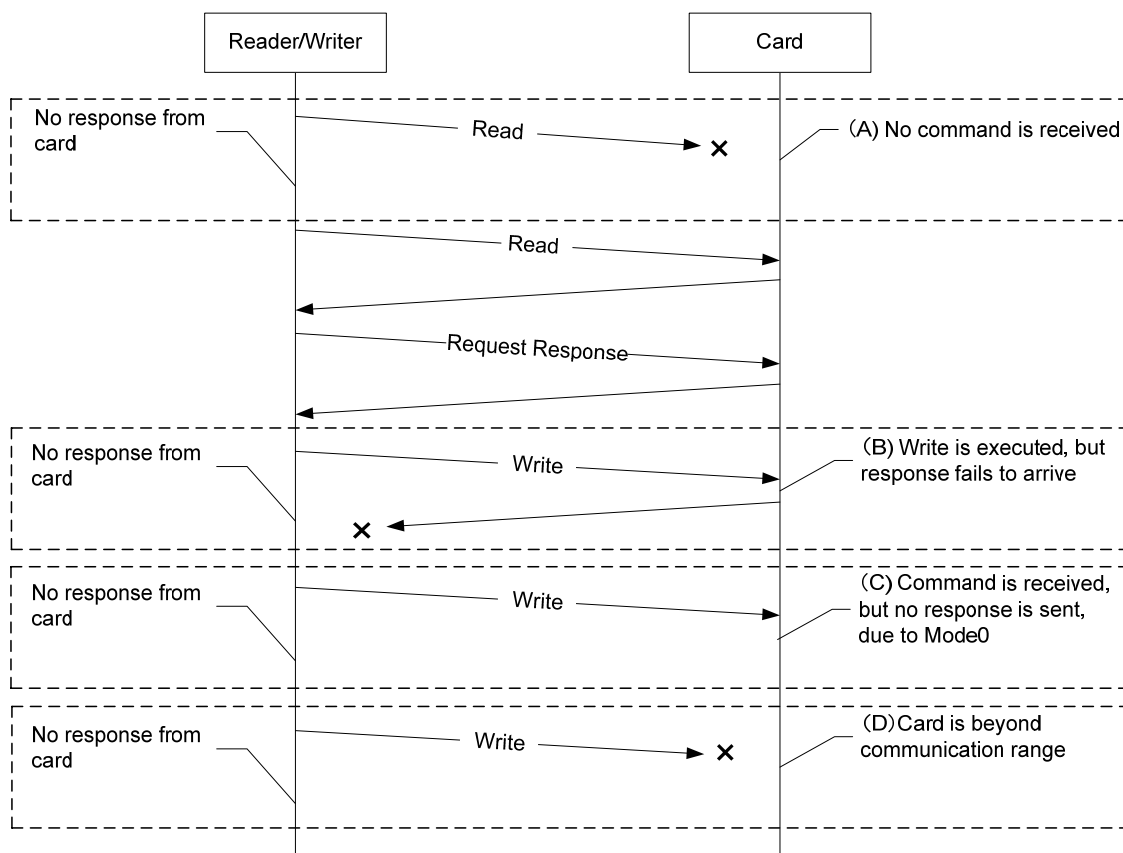 Reader/Writer
Card
No response from
card
Read
(A) No command is received
Read
Request Response
No response from
card
Write
(B) Write is executed, but
response fails to arrive
No response from
card
Write
(C) Command is received,
but no response is sent,
due to Mode0
No response from
card
Write
(D)Card is beyond
communication range